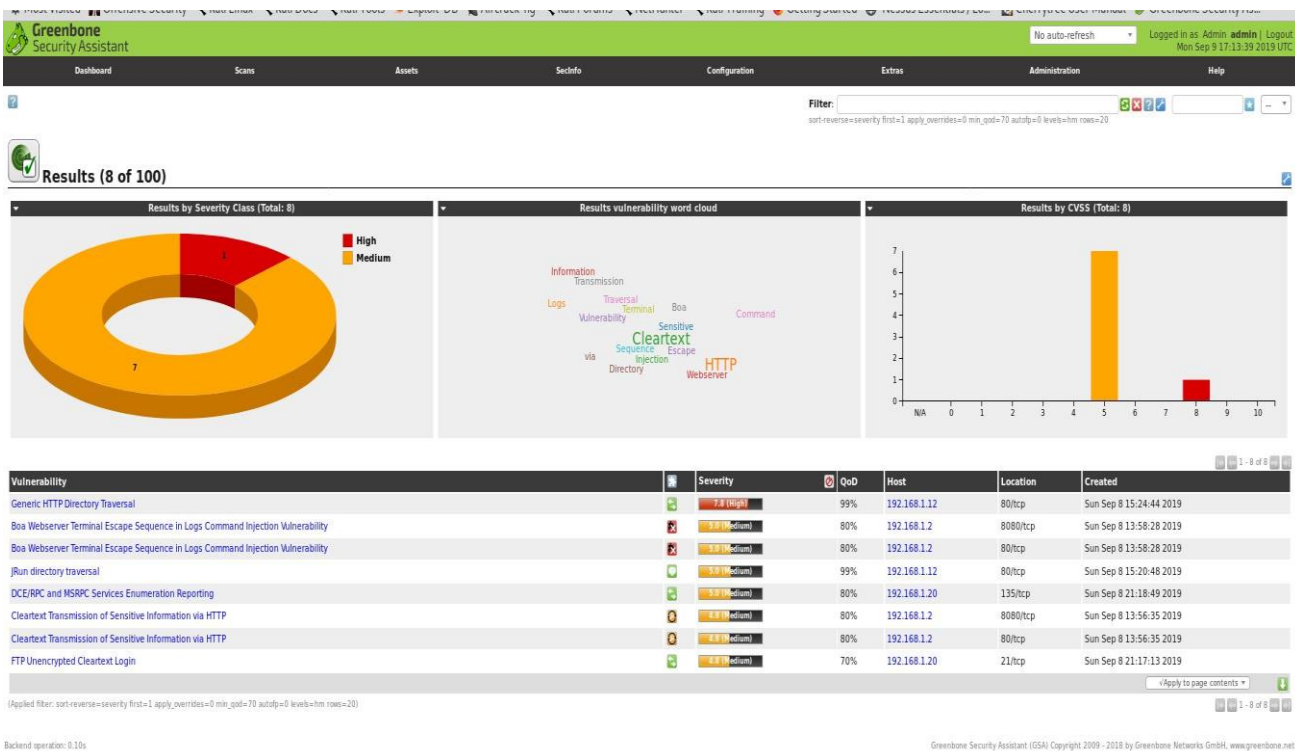 Greenbone
Security Assistant
No auto-refresh
Logged in as Admin admin | Logout
Mon Sep 9 17:13:39 2019 UTC
Dashboard Scans Assets SecInfo Configuration Extras Administration Help
Filter:
--
sort-reverse=severity first=1 apply_overrides=0 min_qod=70 autofp=0 levels=hm rows=20
Results (8 of 100)
Results by Severity Class (Total: 8)
High
Medium
1
7
Results vulnerability word cloud
Information
Transmission
Logs
Traversal
Terminal
Boa
Command
Vulnerability
Sensitive
Cleartext
Sequence
Escape
via
Injection
HTTP
Directory
Webserver
Results by CVSS (Total: 8)
7
6
5
4
3
2
1
0
N/A 0 1 2 3 4 5 6 7 8 9 10
1 - 8 of 8
Vulnerability Severity QoD Host Location Created
Generic HTTP Directory Traversal 7.8 (High) 99% 192.168.1.12 80/tcp Sun Sep 8 15:24:44 2019
Boa Webserver Terminal Escape Sequence in Logs Command Injection Vulnerability 5.0 (Medium) 80% 192.168.1.2 8080/tcp Sun Sep 8 13:58:28 2019
Boa Webserver Terminal Escape Sequence in Logs Command Injection Vulnerability 5.0 (Medium) 80% 192.168.1.2 80/tcp Sun Sep 8 13:58:28 2019
JRun directory traversal 5.0 (Medium) 99% 192.168.1.12 80/tcp Sun Sep 8 15:20:48 2019
DCE/RPC and MSRPC Services Enumeration Reporting 5.0 (Medium) 80% 192.168.1.20 135/tcp Sun Sep 8 21:18:49 2019
Cleartext Transmission of Sensitive Information via HTTP 4.8 (Medium) 80% 192.168.1.2 8080/tcp Sun Sep 8 13:56:35 2019
Cleartext Transmission of Sensitive Information via HTTP 4.8 (Medium) 80% 192.168.1.2 80/tcp Sun Sep 8 13:56:35 2019
FTP Unencrypted Cleartext Login 4.8 (Medium) 70% 192.168.1.20 21/tcp Sun Sep 8 21:17:13 2019
√Apply to page contents
(Applied filter: sort-reverse=severity first=1 apply_overrides=0 min_qod=70 autofp=0 levels=hm rows=20)
1 - 8 of 8
Backend operation: 0.10s
Greenbone Security Assistant (GSA) Copyright 2009 - 2018 by Greenbone Networks GmbH, www.greenbone.net